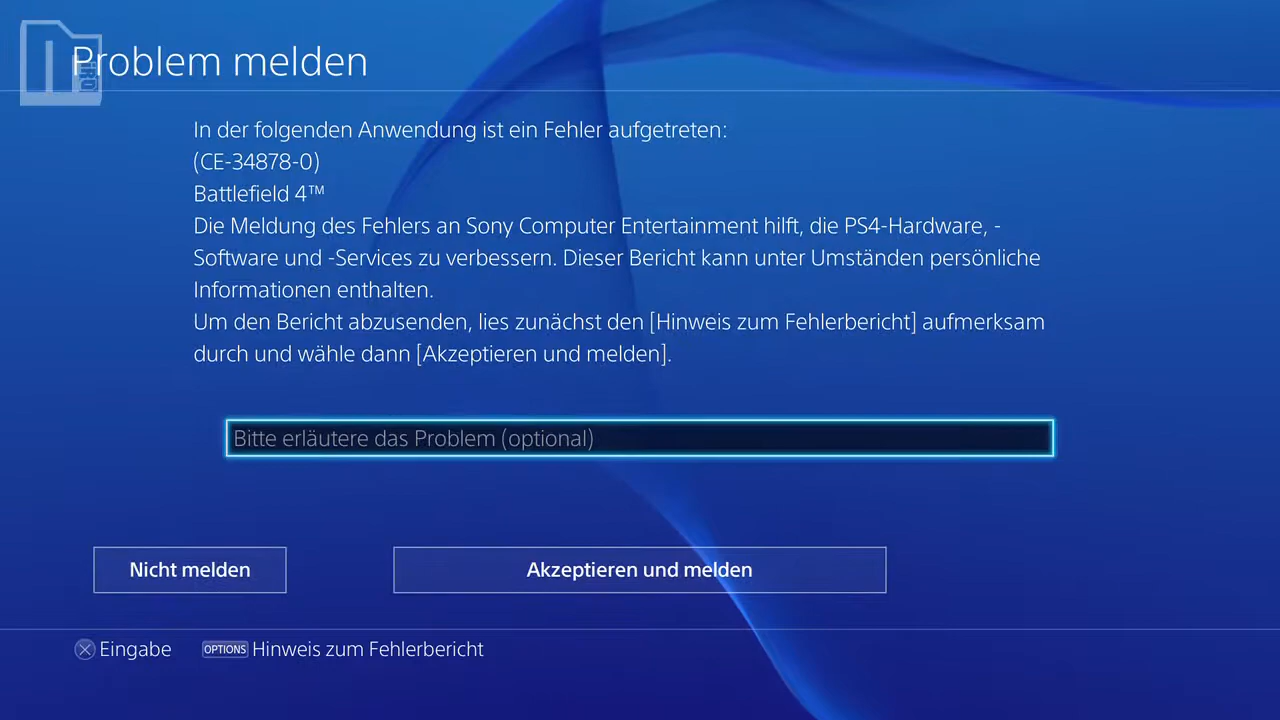 Problem melden
In der folgenden Anwendung ist ein Fehler aufgetreten:
(CE-34878-0)
Battlefield 4™
Die Meldung des Fehlers an Sony Computer Entertainment hilft, die PS4-Hardware, -
Software und -Services zu verbessern. Dieser Bericht kann unter Umständen persönliche
Informationen enthalten.
Um den Bericht abzusenden, lies zunächst den [Hinweis zum Fehlerbericht] aufmerksam
durch und wähle dann [Akzeptieren und melden].
Bitte erläutere das Problem (optional)
Nicht melden
Akzeptieren und melden
Eingabe
OPTIONS Hinweis zum Fehlerbericht